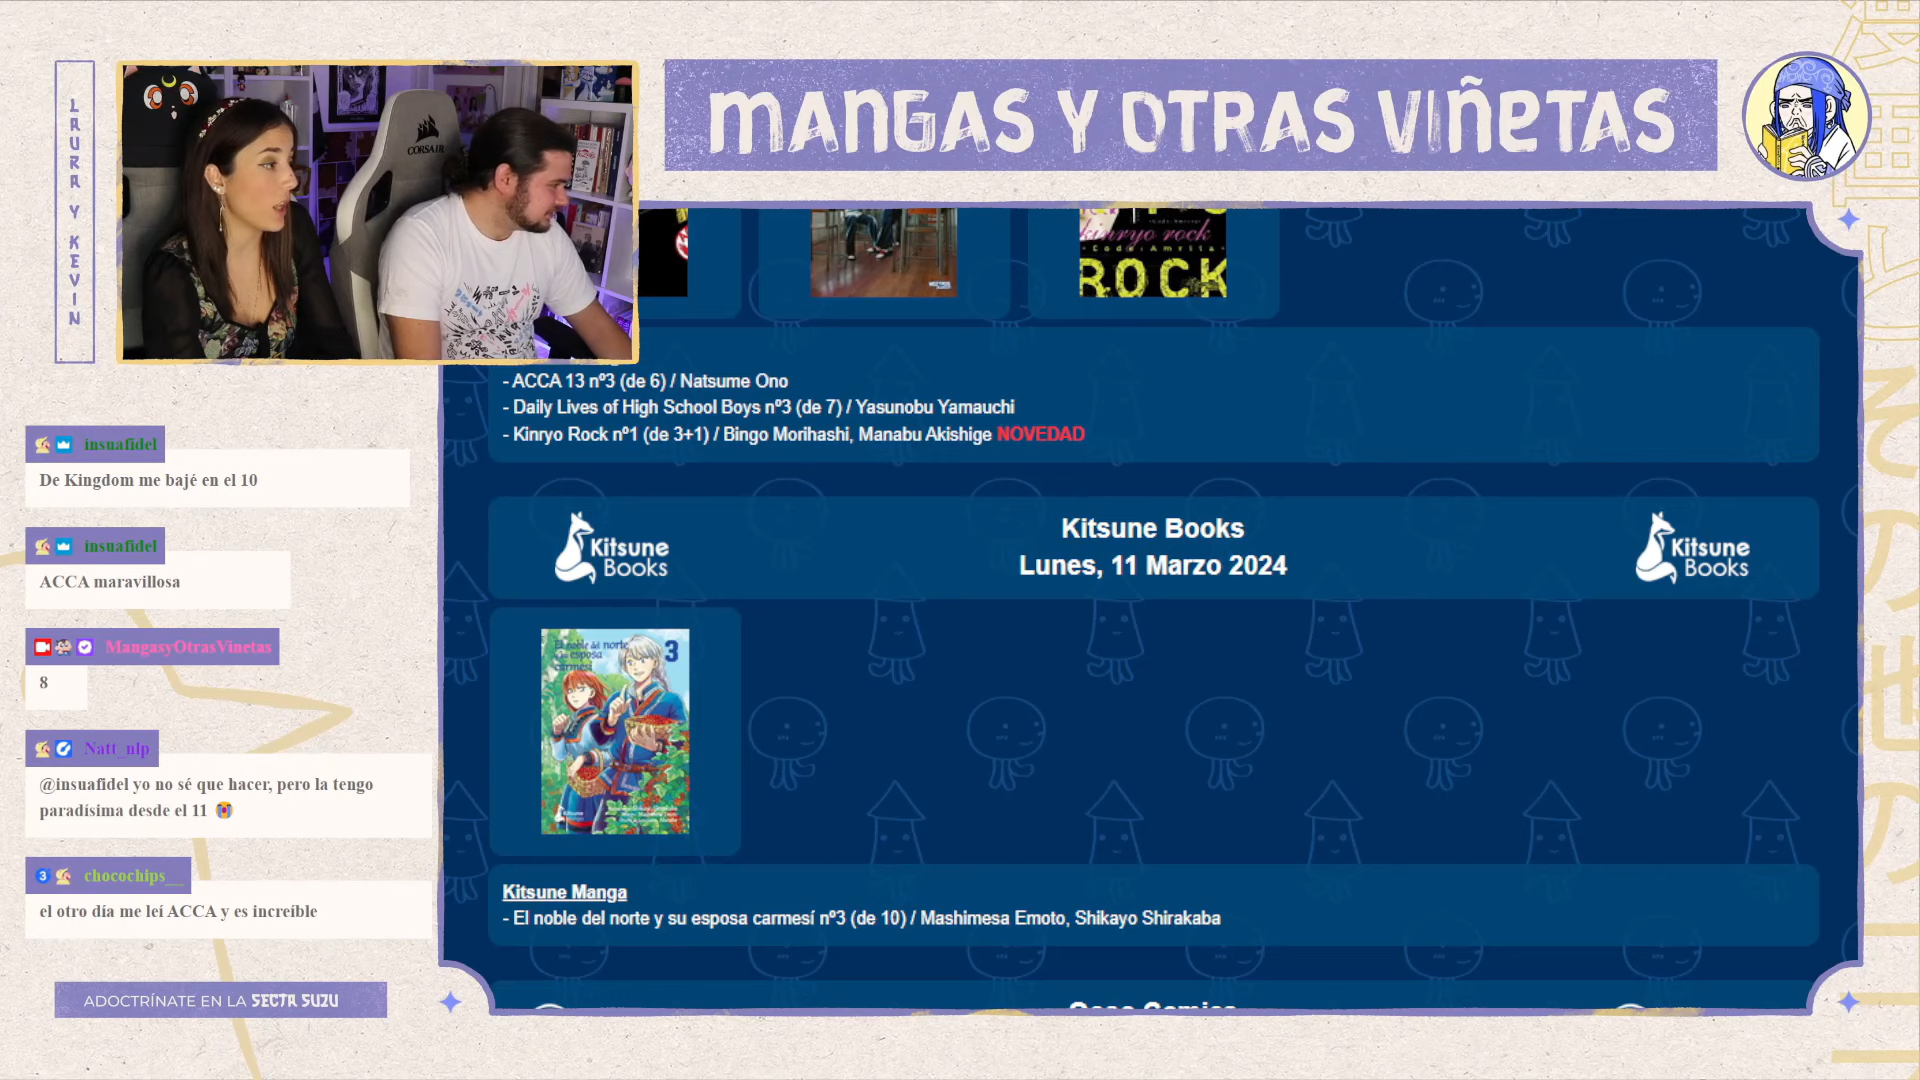 LAURA Y KEVIN
CORSAIR
MANGAS Y OTRAS VIÑETAS
kinryo rock
Code: Amrita
ROCK
- ACCA 13 nº3 (de 6) / Natsume Ono
- Daily Lives of High School Boys nº3 (de 7) / Yasunobu Yamauchi
- Kinryo Rock nº1 (de 3+1) / Bingo Morihashi, Manabu Akishige NOVEDAD
Kitsune Books
Kitsune Books
Lunes, 11 Marzo 2024
Kitsune Books
El noble del norte
y su esposa
carmesí
3
Kitsune Manga
- El noble del norte y su esposa carmesí nº3 (de 10) / Mashimesa Emoto, Shikayo Shirakaba
insuafidel
De Kingdom me bajé en el 10
insuafidel
ACCA maravillosa
MangasyOtrasVinetas
8
Natt_nlp
@insuafidel yo no sé que hacer, pero la tengo
paradísima desde el 11 😭
3 chocochips__
el otro día me leí ACCA y es increíble
ADOCTRÍNATE EN LA SECTA SUZU